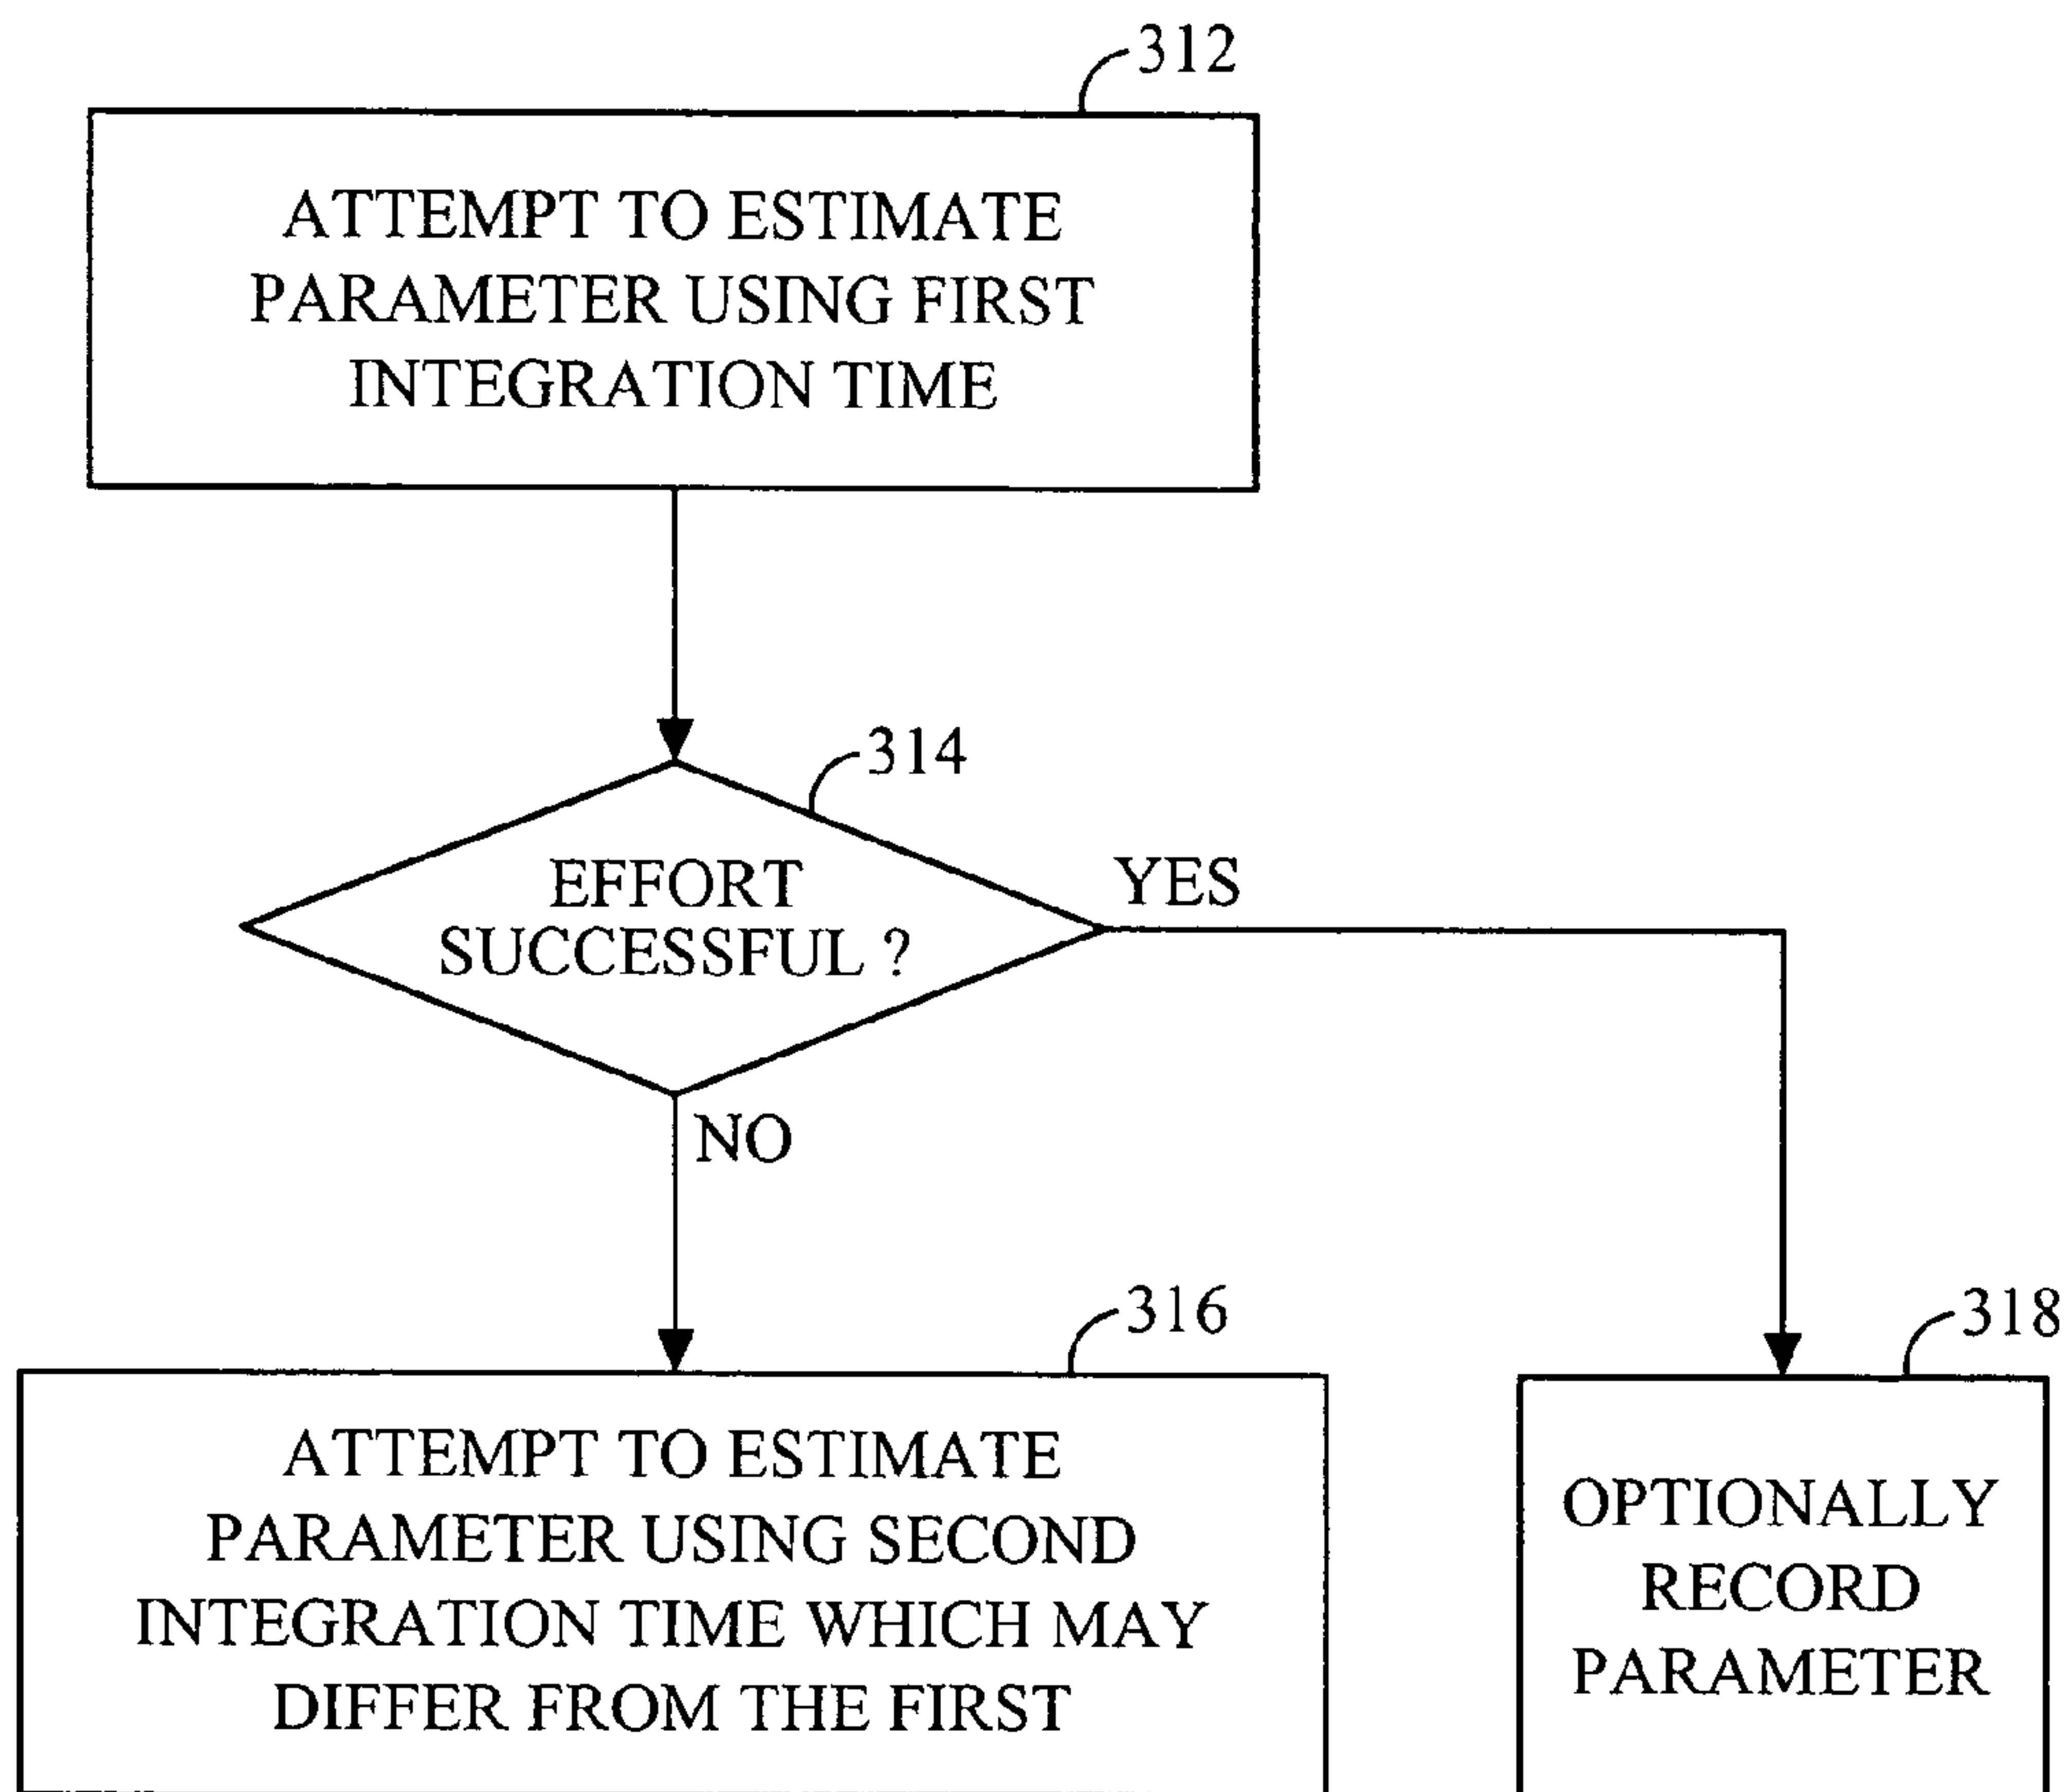 312
ATTEMPT TO ESTIMATE
PARAMETER USING FIRST
INTEGRATION TIME
314
EFFORT
SUCCESSFUL ?
YES
NO
316
ATTEMPT TO ESTIMATE
PARAMETER USING SECOND
INTEGRATION TIME WHICH MAY
DIFFER FROM THE FIRST
318
OPTIONALLY
RECORD
PARAMETER